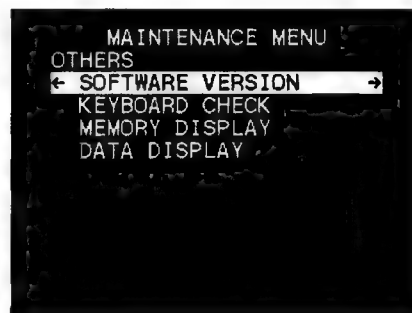 MAINTENANCE MENU
OTHERS
← SOFTWARE VERSION →
KEYBOARD CHECK
MEMORY DISPLAY
DATA DISPLAY